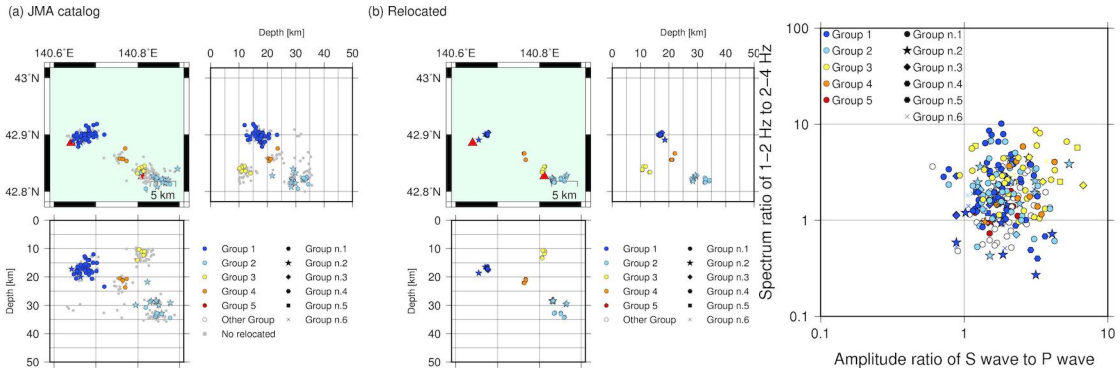 (a) JMA catalog
Depth [km]
140.6˚E 140.8˚E
0 10 20 30 40 50
43˚N
42.9˚N
42.8˚N
5 km
0
10
20
30
40
50
Depth [km]
Group 1
Group 2
Group 3
Group 4
Group 5
Other Group
No relocated
Group n.1
Group n.2
Group n.3
Group n.4
Group n.5
Group n.6
(b) Relocated
Depth [km]
140.6˚E 140.8˚E
0 10 20 30 40 50
43˚N
42.9˚N
42.8˚N
5 km
0
10
20
30
40
50
Depth [km]
Group 1
Group 2
Group 3
Group 4
Group 5
Other Group
Group n.1
Group n.2
Group n.3
Group n.4
Group n.5
Group n.6
Spectrum ratio of 1−2 Hz to 2−4 Hz
100
10
1
0.1
Group 1
Group 2
Group 3
Group 4
Group 5
Group n.1
Group n.2
Group n.3
Group n.4
Group n.5
Group n.6
0.1 1 10
Amplitude ratio of S wave to P wave